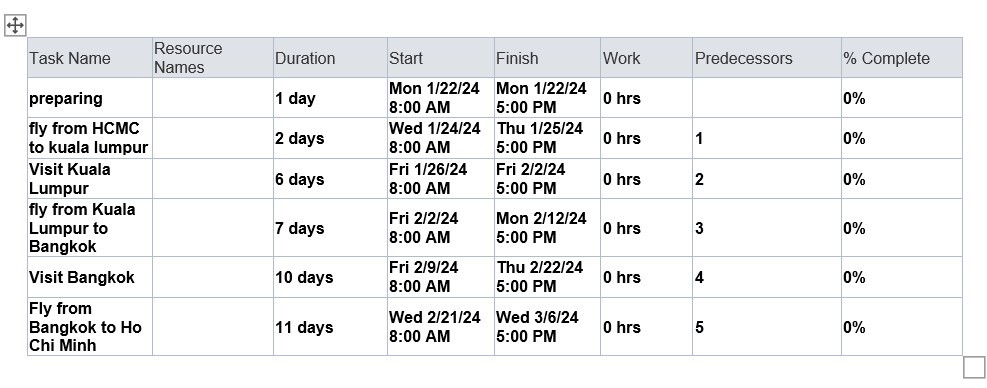 Task Name Resource Names Duration Start Finish Work Predecessors % Complete
preparing 1 day Mon 1/22/24 8:00 AM Mon 1/22/24 5:00 PM 0 hrs 0%
fly from HCMC to kuala lumpur 2 days Wed 1/24/24 8:00 AM Thu 1/25/24 5:00 PM 0 hrs 1 0%
Visit Kuala Lumpur 6 days Fri 1/26/24 8:00 AM Fri 2/2/24 5:00 PM 0 hrs 2 0%
fly from Kuala Lumpur to Bangkok 7 days Fri 2/2/24 8:00 AM Mon 2/12/24 5:00 PM 0 hrs 3 0%
Visit Bangkok 10 days Fri 2/9/24 8:00 AM Thu 2/22/24 5:00 PM 0 hrs 4 0%
Fly from Bangkok to Ho Chi Minh 11 days Wed 2/21/24 8:00 AM Wed 3/6/24 5:00 PM 0 hrs 5 0%